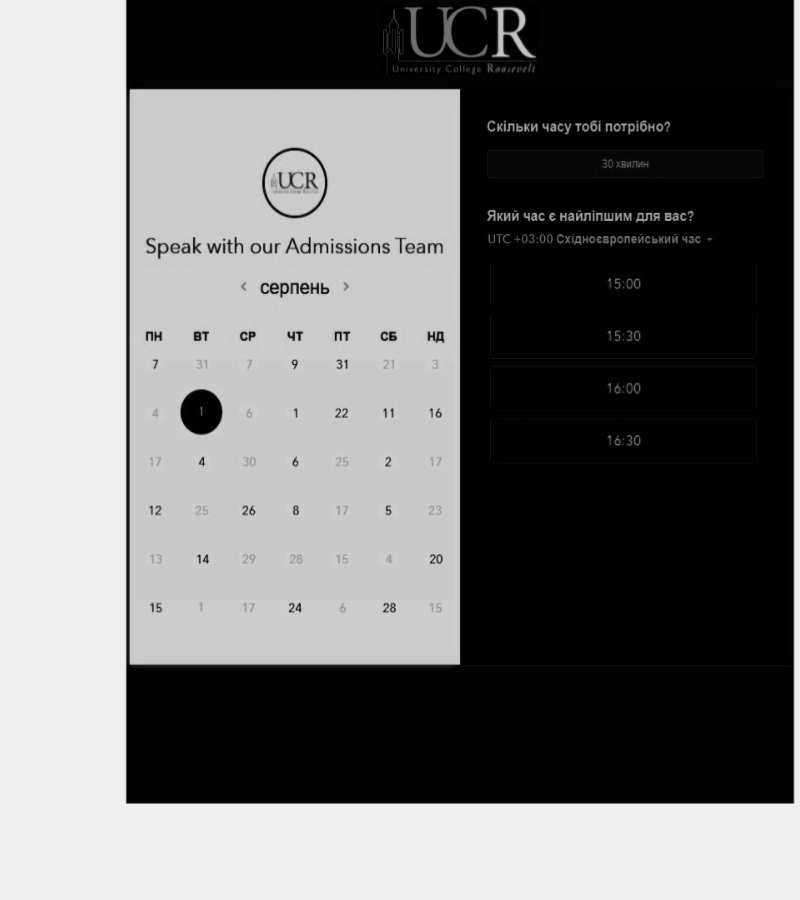 UCR
University College Roosevelt
UCR
Speak with our Admissions Team
серпень
ПН ВТ СР ЧТ ПТ СБ НД
7 31 7 9 31 21 3
4 1 6 1 22 11 16
17 4 30 6 25 2 17
12 25 26 8 17 5 23
13 14 29 28 15 4 20
15 1 17 24 6 28 15
Скільки часу тобі потрібно?
30 хвилин
Який час є найліпшим для вас?
UTC +03:00 Східноєвропейський час
15:00
15:30
16:00
16:30